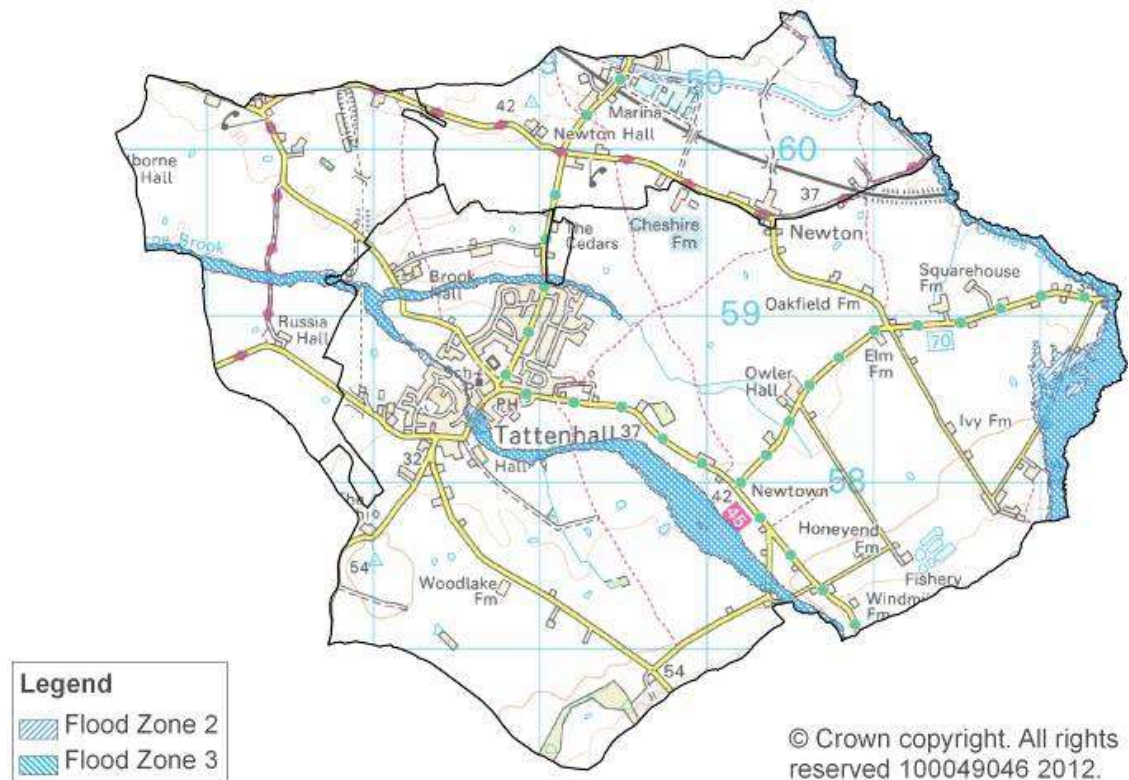 50
42
Marina
Newton Hall
60
lborne
Hall
37
Cheshire
Fm
Newton
The
Cedars
Brook
Brook
Hall
Squarehouse
Fm
Oakfield Fm
59
Russia
Hall
70
Elm
Fm
Sch
Owler
Hall
PH
Ivy Fm
Tattenhall
37
32
Hall
58
42
Newtown
45
Honeyend
Fm
54
Woodlake
Fm
Fishery
Windmi
Fm
54
Legend
Flood Zone 2
Flood Zone 3
© Crown copyright. All rights
reserved 100049046 2012.